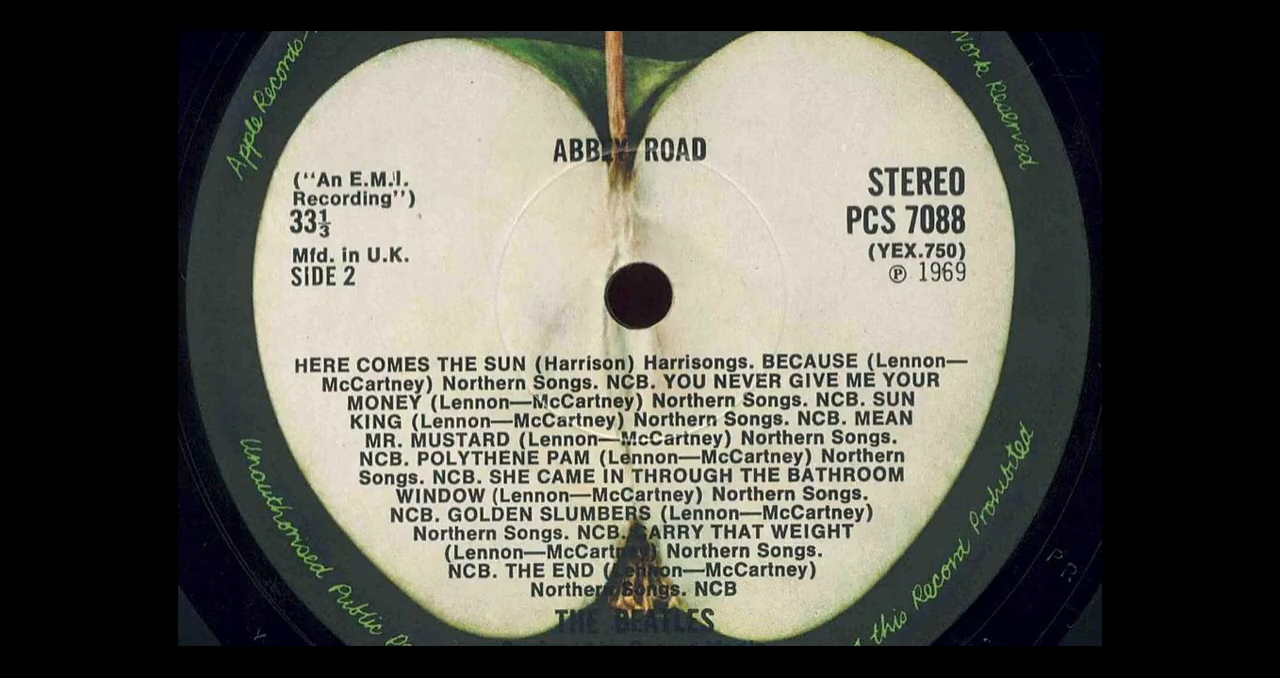 Apple Records-
Work Reserved
ABBEY ROAD
("An E.M.I.
Recording")
33⅓
Mfd. in U.K.
SIDE 2
STEREO
PCS 7088
(YEX.750)
℗ 1969
HERE COMES THE SUN (Harrison) Harrisongs. BECAUSE (Lennon—
McCartney) Northern Songs. NCB. YOU NEVER GIVE ME YOUR
MONEY (Lennon—McCartney) Northern Songs. NCB. SUN
KING (Lennon—McCartney) Northern Songs. NCB. MEAN
MR. MUSTARD (Lennon—McCartney) Northern Songs.
NCB. POLYTHENE PAM (Lennon—McCartney) Northern
Songs. NCB. SHE CAME IN THROUGH THE BATHROOM
WINDOW (Lennon—McCartney) Northern Songs.
NCB. GOLDEN SLUMBERS (Lennon—McCartney)
Northern Songs. NCB. CARRY THAT WEIGHT
(Lennon—McCartney) Northern Songs.
NCB. THE END (Lennon—McCartney)
Northern Songs. NCB
THE BEATLES
Unauthorised Public
this Record Prohibited